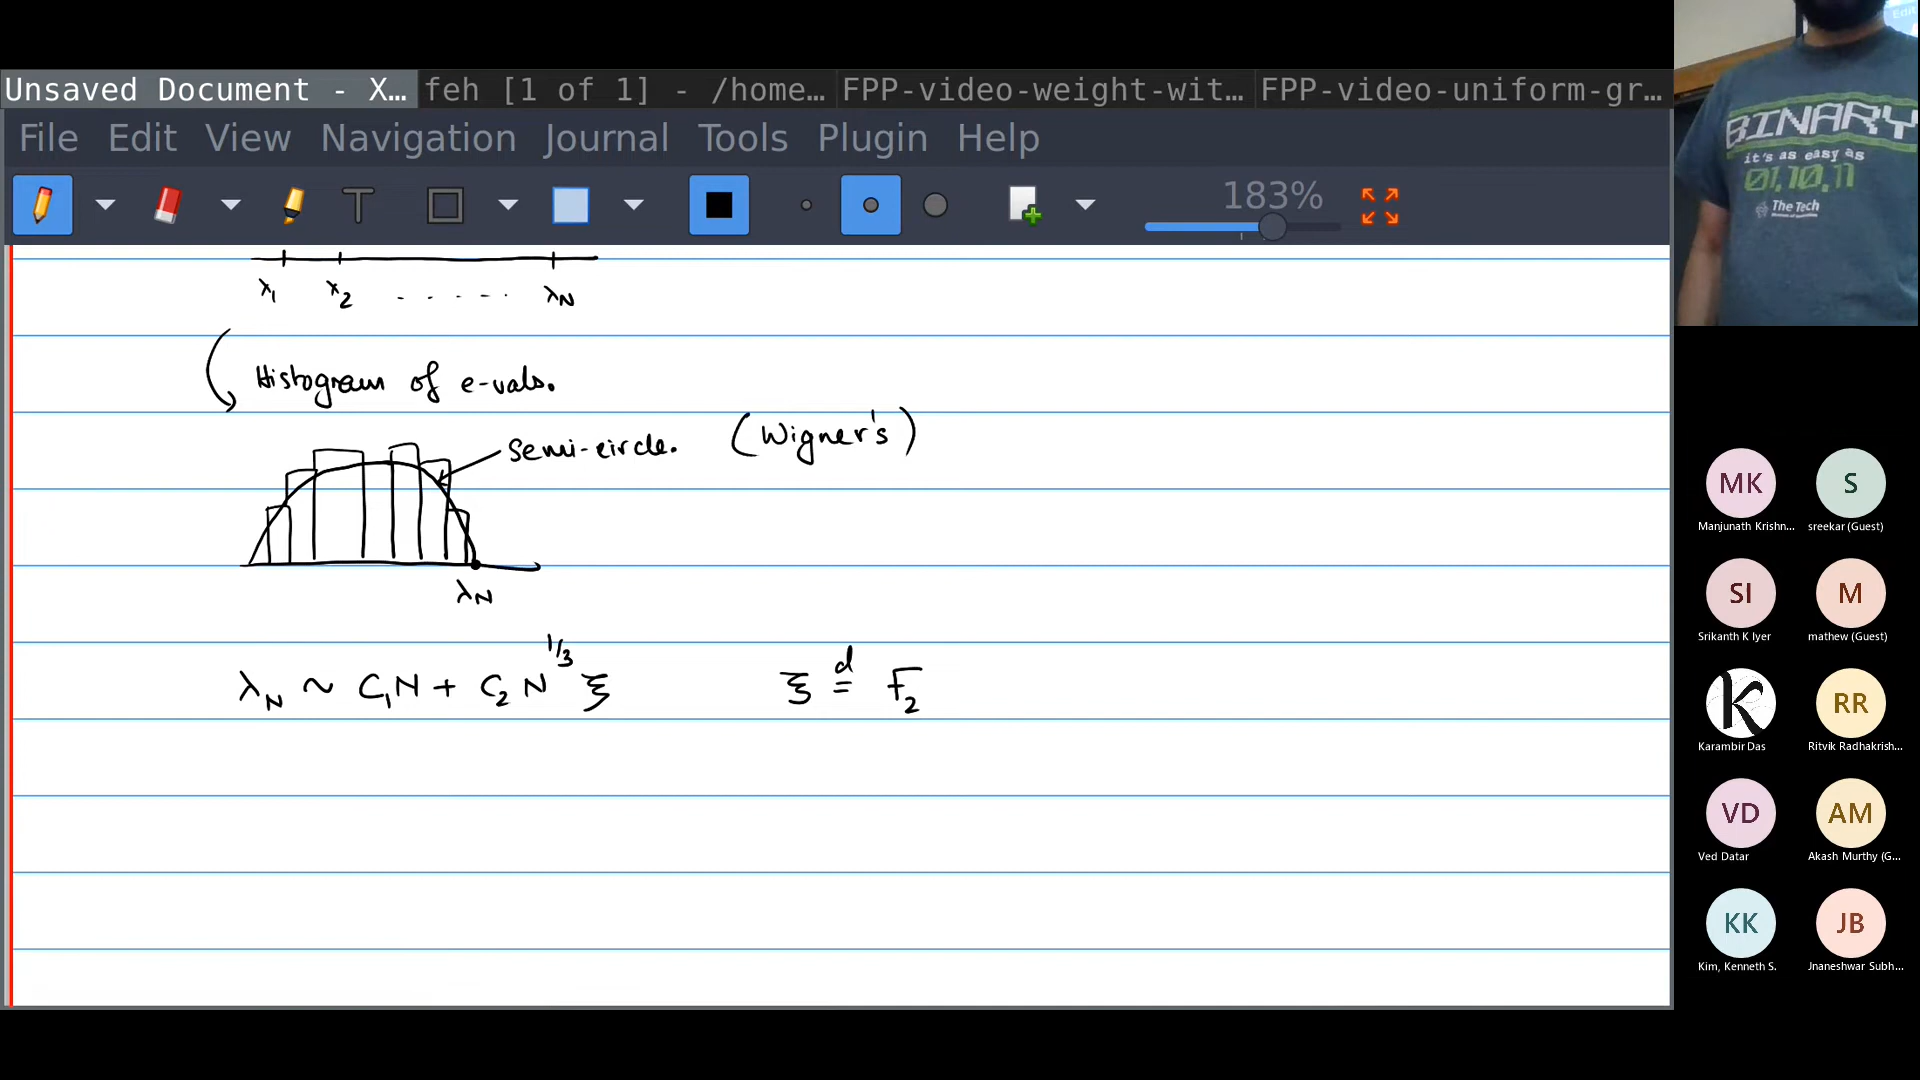 Unsaved Document - X...
feh [1 of 1] - /home...
FPP-video-weight-wit...
FPP-video-uniform-gr...
File Edit View Navigation Journal Tools Plugin Help
183%
λ₁ λ₂ . . . . . . λN
Histogram of e-vals.
semi-circle. (Wigner's)
λN
λN ~ C₁N + C₂ N^1/3 ξ ξ d= F₂
BINARY
it's as easy as
01.10.11
The Tech
Edit
MK S
Manjunath Krishn... sreekar (Guest)
SI M
Srikanth K Iyer mathew (Guest)
K RR
Karambir Das Ritvik Radhakrish...
VD AM
Ved Datar Akash Murthy (G...
KK JB
Kim, Kenneth S. Jnaneshwar Subh...